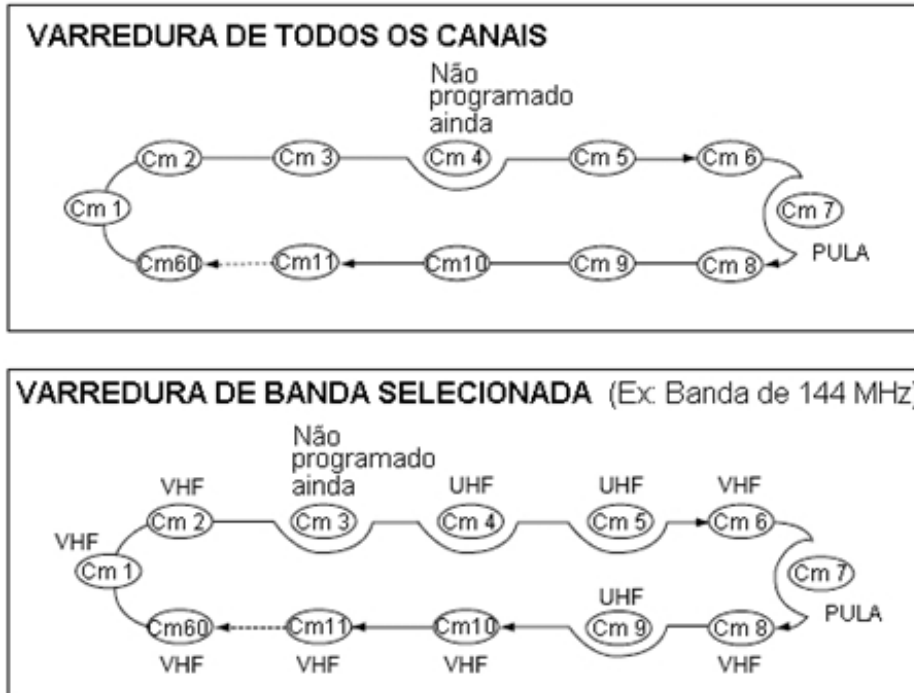 VARREDURA DE TODOS OS CANAIS
Não
programado
ainda
Cm 2 Cm 3 Cm 4 Cm 5 Cm 6
Cm 1 Cm 7
PULA
Cm60 Cm11 Cm10 Cm 9 Cm 8
VARREDURA DE BANDA SELECIONADA (Ex: Banda de 144 MHz)
Não
programado
ainda
VHF UHF UHF VHF
Cm 2 Cm 3 Cm 4 Cm 5 Cm 6
VHF
Cm 1 Cm 7
UHF
PULA
Cm60 Cm11 Cm10 Cm 9 Cm 8
VHF VHF VHF VHF